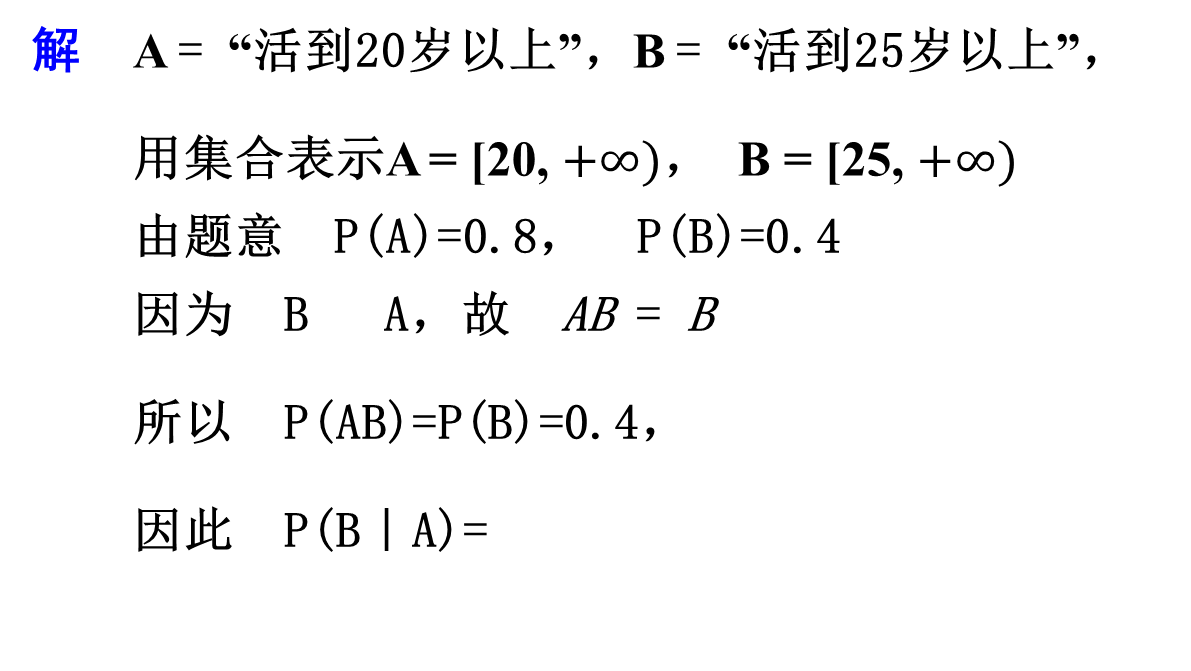 解 A = “活到20岁以上”，B = “活到25岁以上”，
用集合表示A = [20, +∞)， B = [25, +∞)
由题意 P(A)=0.8， P(B)=0.4
因为 B A，故 AB = B
所以 P(AB)=P(B)=0.4，
因此 P(B｜A)=